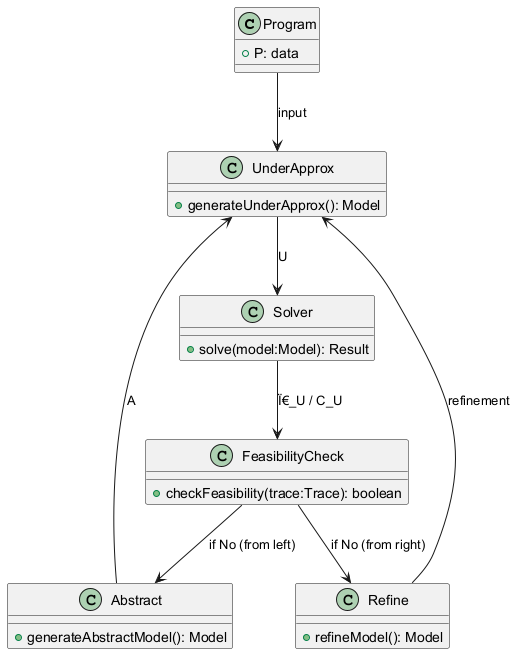 C Program
P: data
input
C UnderApprox
generateUnderApprox(): Model
U
C Solver
solve(model:Model): Result
A
Ï€_U / C_U
refinement
C FeasibilityCheck
checkFeasibility(trace:Trace): boolean
if No (from left)
if No (from right)
C Abstract
generateAbstractModel(): Model
C Refine
refineModel(): Model